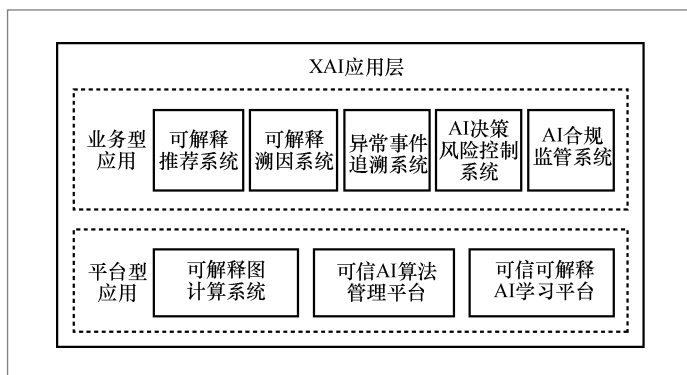 XAI应用层
业务型
应用
可解释
推荐系统
可解释
溯因系统
异常事件
追溯系统
AI决策
风险控制
系统
AI合规
监管系统
平台型
应用
可解释图
计算系统
可信AI算法
管理平台
可信可解释
AI学习平台